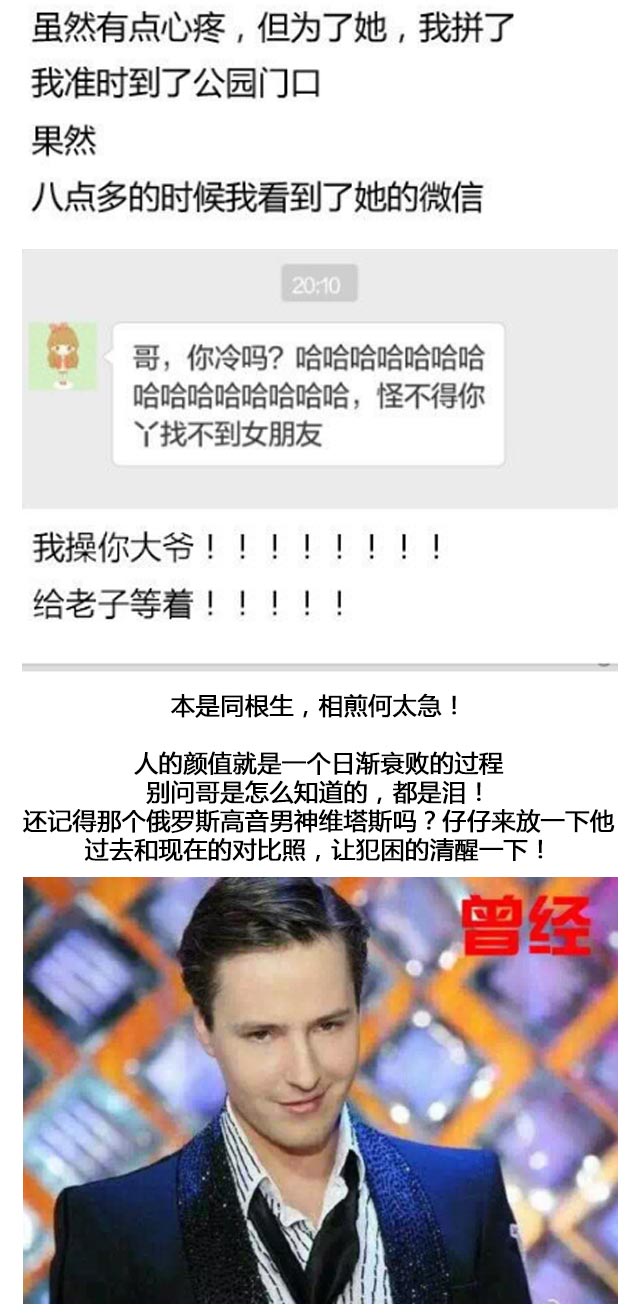 虽然有点心疼，但为了她，我拼了
我准时到了公园门口
果然
八点多的时候我看到了她的微信
20:10
哥，你冷吗？哈哈哈哈哈哈哈
哈哈哈哈哈哈哈哈，怪不得你
丫找不到女朋友
我操你大爷！！！！！！！！
给老子等着！！！！！
本是同根生，相煎何太急！
人的颜值就是一个日渐衰败的过程
别问哥是怎么知道的，都是泪！
还记得那个俄罗斯高音男神维塔斯吗？仔仔来放一下他
过去和现在的对比照，让犯困的清醒一下！
曾经